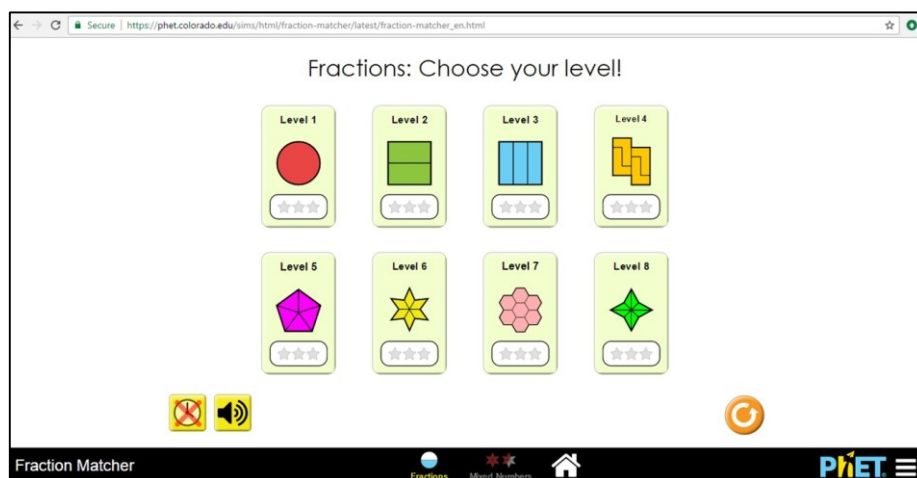 Secure | https://phet.colorado.edu/sims/html/fraction-matcher/latest/fraction-matcher_en.html
Fractions: Choose your level!
Level 1 Level 2 Level 3 Level 4
Level 5 Level 6 Level 7 Level 8
Fraction Matcher Fractions Mixed Numbers PhET